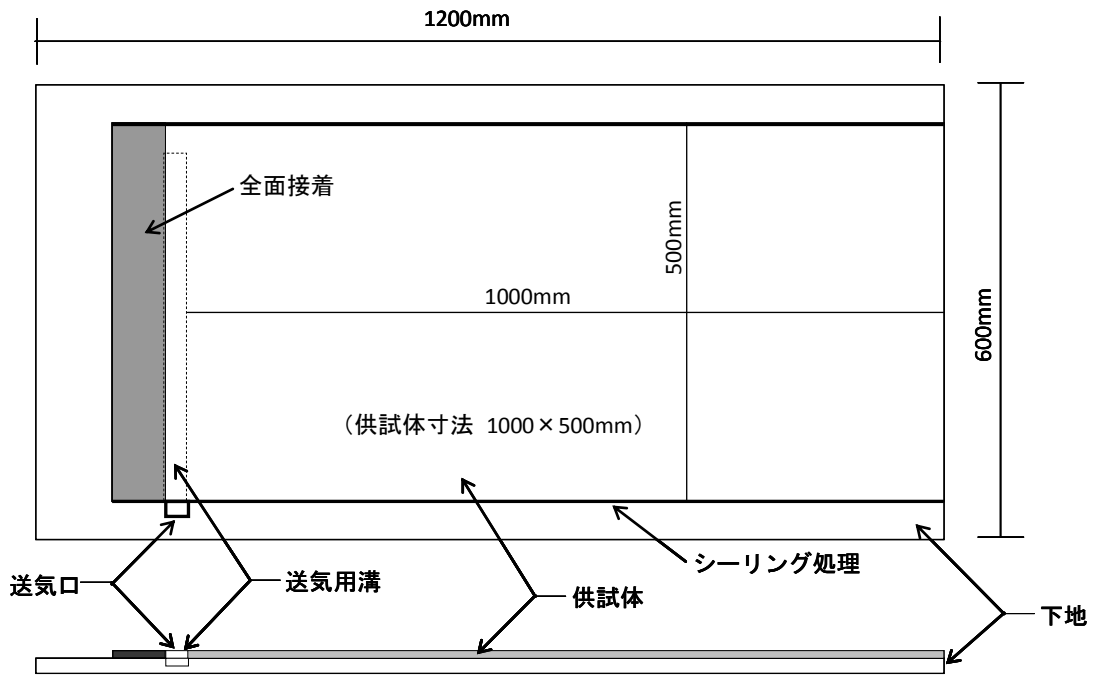 1200mm
全面接着
500mm
1000mm
600mm
（供試体寸法 1000×500mm）
シーリング処理
送気口
送気用溝
供試体
下地